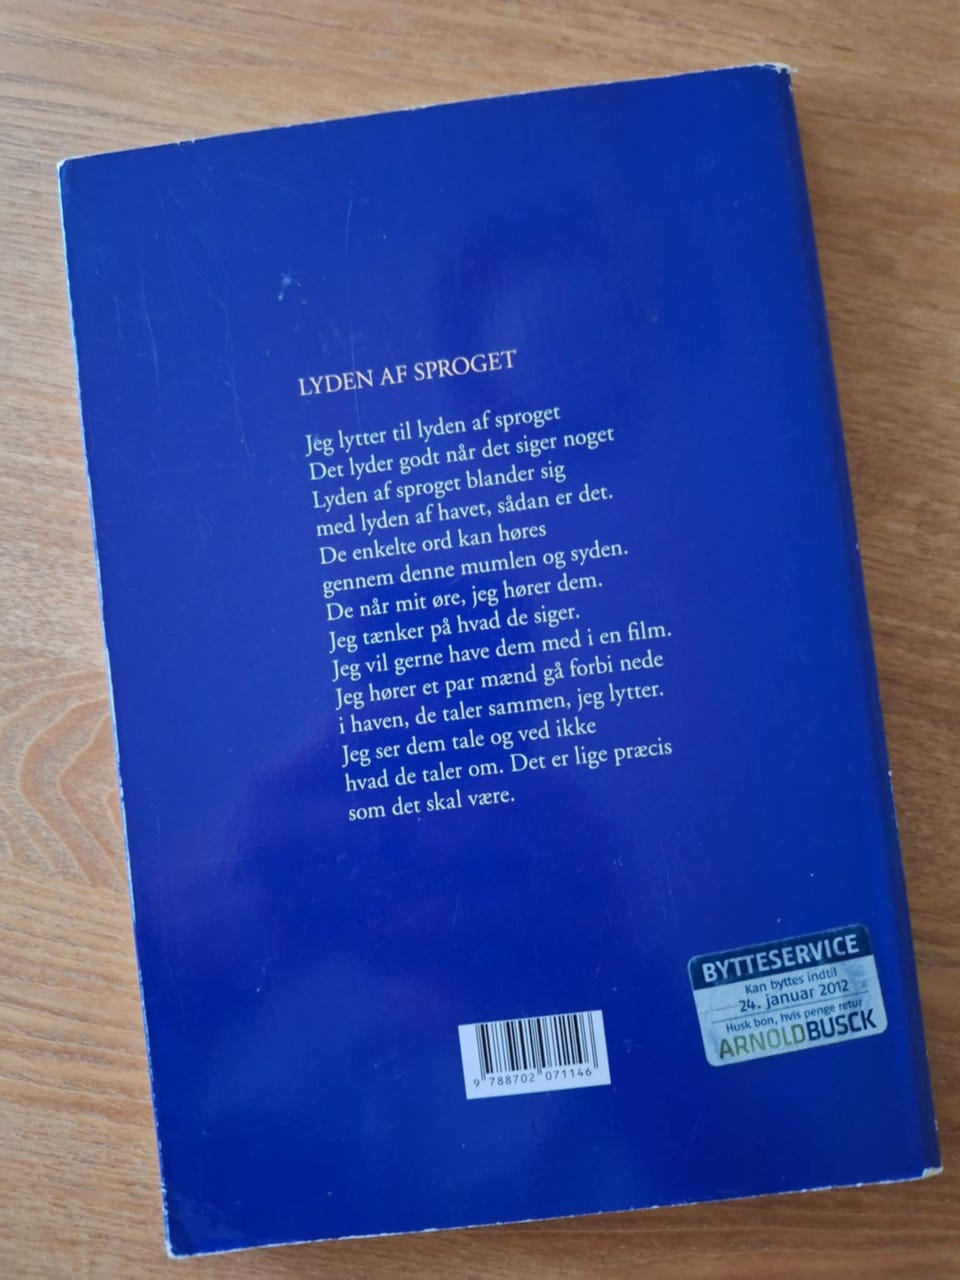 LYDEN AF SPROGET
Jeg lytter til lyden af sproget
Det lyder godt når det siger noget
Lyden af sproget blander sig
med lyden af havet, sådan er det.
De enkelte ord kan høres
gennem denne mumlen og syden.
De når mit øre, jeg hører dem.
Jeg tænker på hvad de siger.
Jeg vil gerne have dem med i en film.
Jeg hører et par mænd gå forbi nede
i haven, de taler sammen, jeg lytter.
Jeg ser dem tale og ved ikke
hvad de taler om. Det er lige præcis
som det skal være.
BYTTESERVICE
Kan byttes indtil
24. januar 2012
Husk bon, hvis penge retur
ARNOLDBUSCK
9 788702 071146